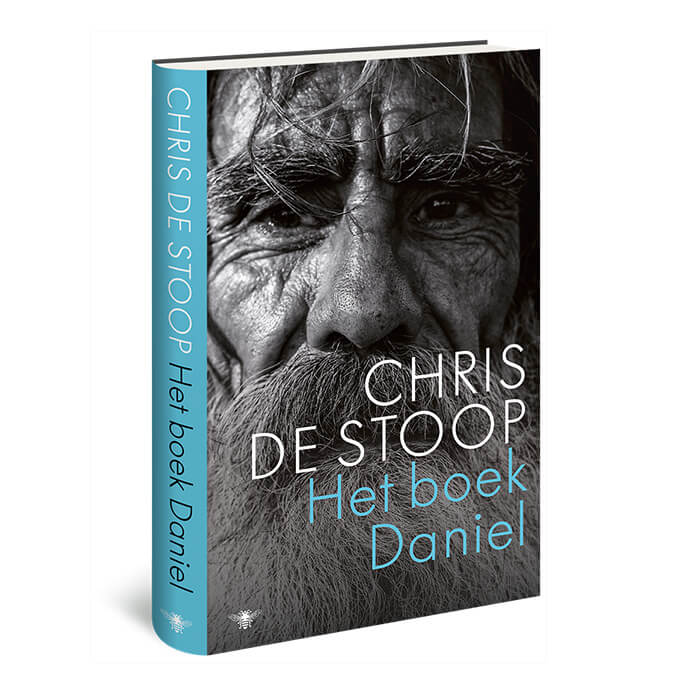 CHRIS DE STOOP Het boek Daniel
CHRIS
DE STOOP
Het boek
Daniel